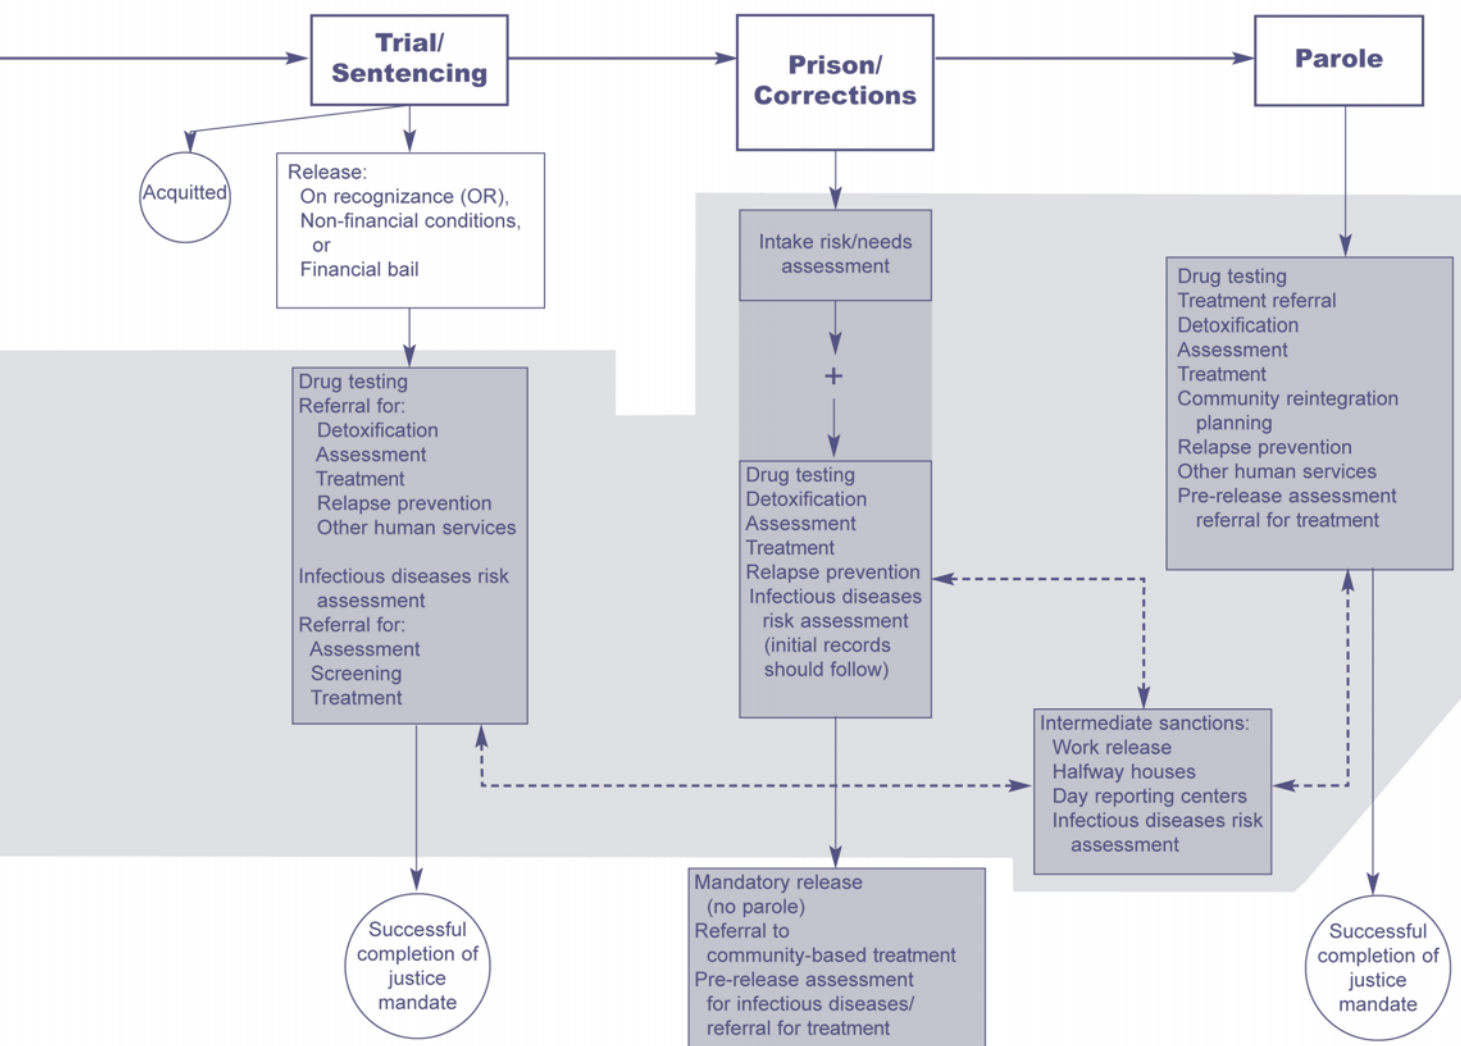 Trial/
Sentencing
Prison/
Corrections
Parole
Acquitted
Release:
On recognizance (OR),
Non-financial conditions,
or
Financial bail
Intake risk/needs
assessment
+
Drug testing
Treatment referral
Detoxification
Assessment
Treatment
Community reintegration
planning
Relapse prevention
Other human services
Pre-release assessment
referral for treatment
Drug testing
Referral for:
Detoxification
Assessment
Treatment
Relapse prevention
Other human services
Infectious diseases risk
assessment
Referral for:
Assessment
Screening
Treatment
Drug testing
Detoxification
Assessment
Treatment
Relapse prevention
Infectious diseases
risk assessment
(initial records
should follow)
Intermediate sanctions:
Work release
Halfway houses
Day reporting centers
Infectious diseases risk
assessment
Successful
completion of
justice
mandate
Mandatory release
(no parole)
Referral to
community-based treatment
Pre-release assessment
for infectious diseases/
referral for treatment
Successful
completion of
justice
mandate